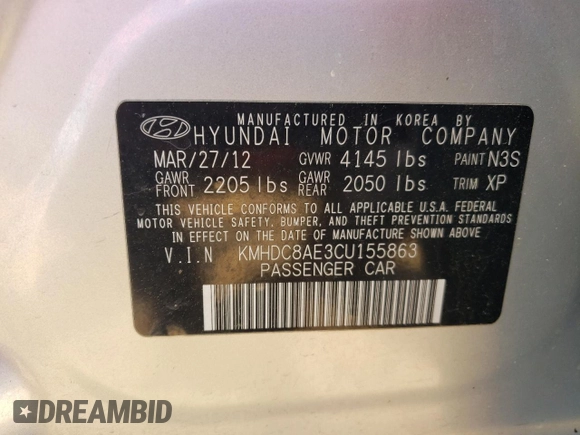 MANUFACTURED IN KOREA BY
HYUNDAI MOTOR COMPANY
MAR/27/12 GVWR 4145 lbs PAINT N3S
GAWR FRONT 2205 lbs GAWR REAR 2050 lbs TRIM XP
THIS VEHICLE CONFORMS TO ALL APPLICABLE U.S.A. FEDERAL
MOTOR VEHICLE SAFETY, BUMPER, AND THEFT PREVENTION STANDARDS
IN EFFECT ON THE DATE OF MANUFACTURE SHOWN ABOVE
V.I.N KMHDC8AE3CU155863
PASSENGER CAR
DREAMBID